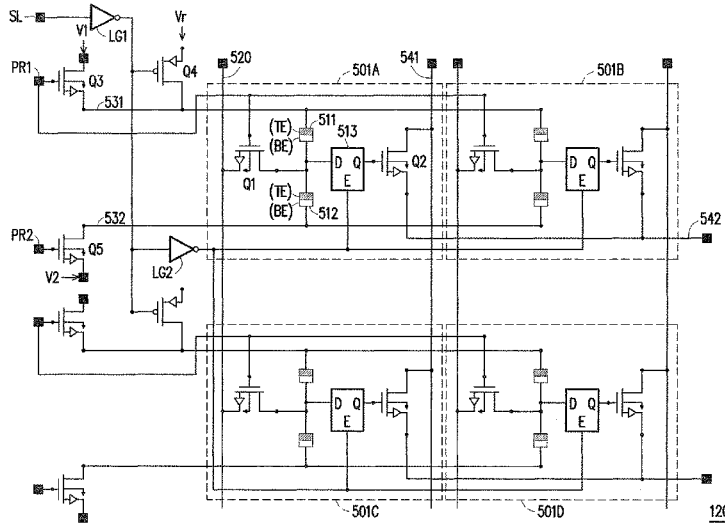 SL
LG1
V1
Vr
PR1
Q3
Q4
531
520
541
501A
501B
(TE)
(BE)
511
513
D Q
E
Q1
Q2
D Q
E
(TE)
(BE)
512
532
PR2
Q5
V2
LG2
542
D Q
E
D Q
E
501C
501D